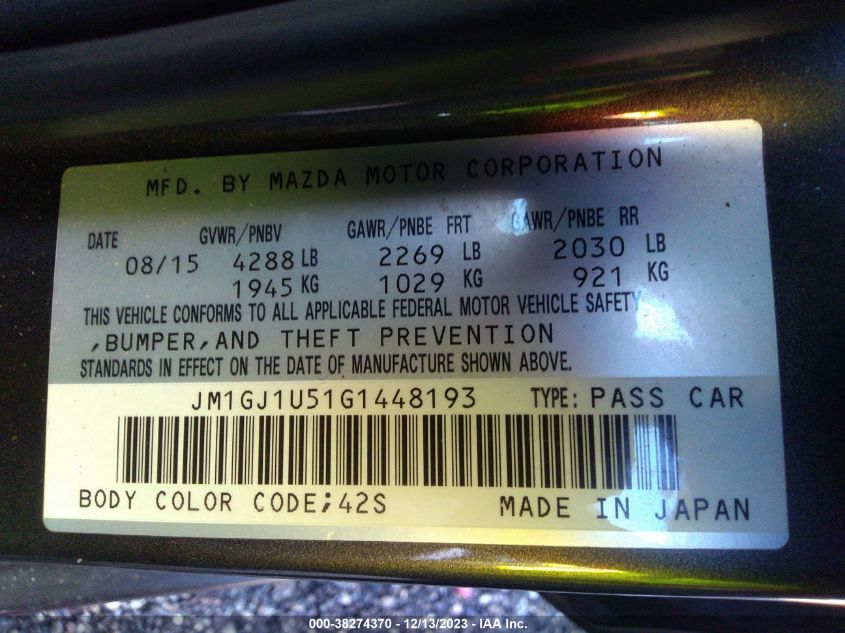 MFD. BY MAZDA MOTOR CORPORATION
DATE GVWR/PNBV GAWR/PNBE FRT GAWR/PNBE RR
08/15 4288 LB 2269 LB 2030 LB
1945 KG 1029 KG 921 KG
THIS VEHICLE CONFORMS TO ALL APPLICABLE FEDERAL MOTOR VEHICLE SAFETY
,BUMPER,AND THEFT PREVENTION
STANDARDS IN EFFECT ON THE DATE OF MANUFACTURE SHOWN ABOVE.
JM1GJ1U51G1448193 TYPE: PASS CAR
BODY COLOR CODE;42S MADE IN JAPAN
000-38274370 - 12/13/2023 - IAA Inc.